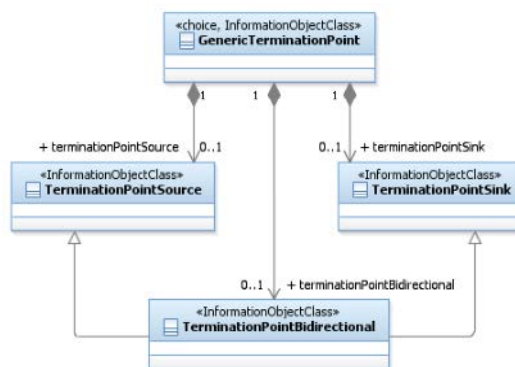 «choice, InformationObjectClass»
GenericTerminationPoint
1
1
1
+ terminationPointSource
0..1
0..1
+ terminationPointSink
«InformationObjectClass»
TerminationPointSource
«InformationObjectClass»
TerminationPointSink
0..1
+ terminationPointBidirectional
«InformationObjectClass»
TerminationPointBidirectional